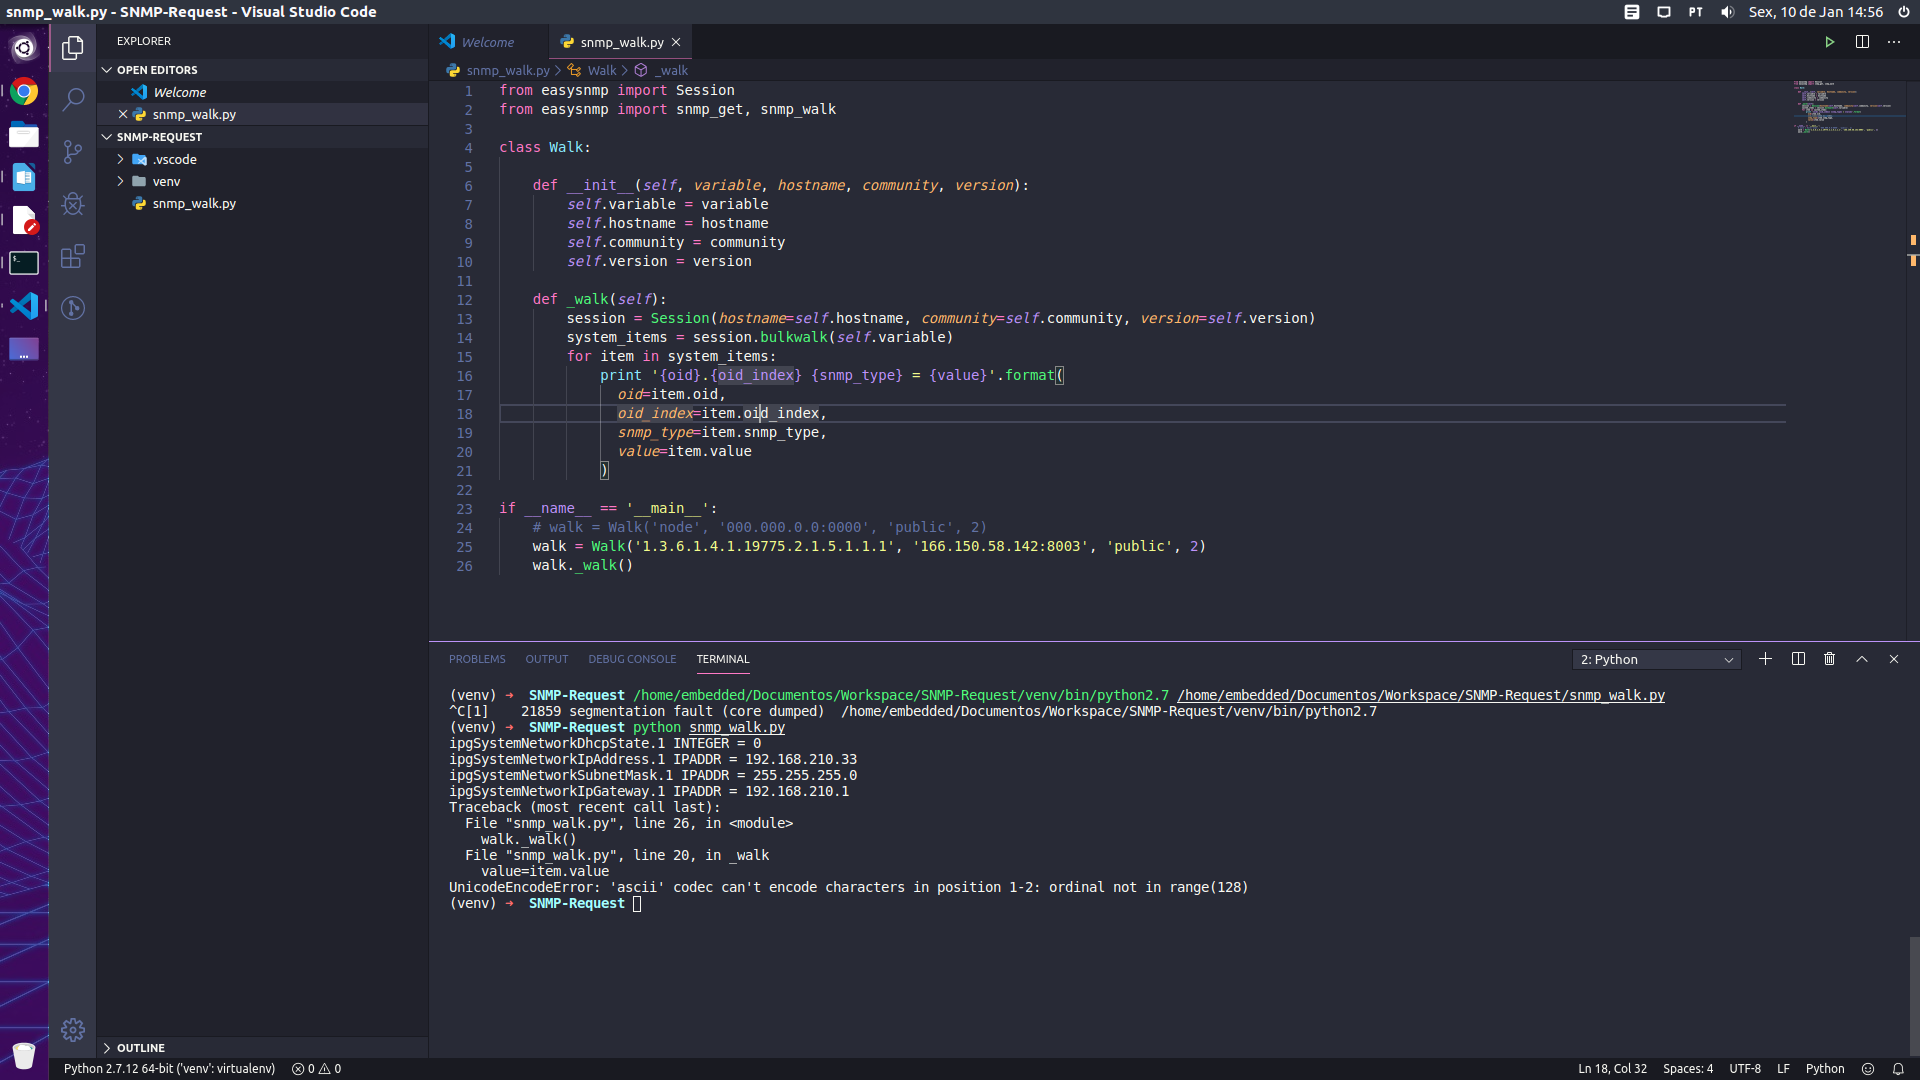 snmp_walk.py - SNMP-Request - Visual Studio Code
PT
Sex, 10 de Jan 14:56
EXPLORER
OPEN EDITORS
Welcome
snmp_walk.py
SNMP-REQUEST
.vscode
venv
snmp_walk.py
OUTLINE
Welcome
snmp_walk.py
snmp_walk.py > Walk > _walk
1 from easysnmp import Session
2 from easysnmp import snmp_get, snmp_walk
3
4 class Walk:
5
6 def __init__(self, variable, hostname, community, version):
7 self.variable = variable
8 self.hostname = hostname
9 self.community = community
10 self.version = version
11
12 def _walk(self):
13 session = Session(hostname=self.hostname, community=self.community, version=self.version)
14 system_items = session.bulkwalk(self.variable)
15 for item in system_items:
16 print '{oid}.{oid_index} {snmp_type} = {value}'.format(
17 oid=item.oid,
18 oid_index=item.oid_index,
19 snmp_type=item.snmp_type,
20 value=item.value
21 )
22
23 if __name__ == '__main__':
24 # walk = Walk('node', '000.000.0.0:0000', 'public', 2)
25 walk = Walk('1.3.6.1.4.1.19775.2.1.5.1.1.1', '166.150.58.142:8003', 'public', 2)
26 walk._walk()
PROBLEMS OUTPUT DEBUG CONSOLE TERMINAL
2: Python
(venv) ➜ SNMP-Request /home/embedded/Documentos/Workspace/SNMP-Request/venv/bin/python2.7 /home/embedded/Documentos/Workspace/SNMP-Request/snmp_walk.py
^C[1] 21859 segmentation fault (core dumped) /home/embedded/Documentos/Workspace/SNMP-Request/venv/bin/python2.7
(venv) ➜ SNMP-Request python snmp_walk.py
ipgSystemNetworkDhcpState.1 INTEGER = 0
ipgSystemNetworkIpAddress.1 IPADDR = 192.168.210.33
ipgSystemNetworkSubnetMask.1 IPADDR = 255.255.255.0
ipgSystemNetworkIpGateway.1 IPADDR = 192.168.210.1
Traceback (most recent call last):
File "snmp_walk.py", line 26, in <module>
walk._walk()
File "snmp_walk.py", line 20, in _walk
value=item.value
UnicodeEncodeError: 'ascii' codec can't encode characters in position 1-2: ordinal not in range(128)
(venv) ➜ SNMP-Request
Python 2.7.12 64-bit ('venv': virtualenv) 0 0
Ln 18, Col 32 Spaces: 4 UTF-8 LF Python